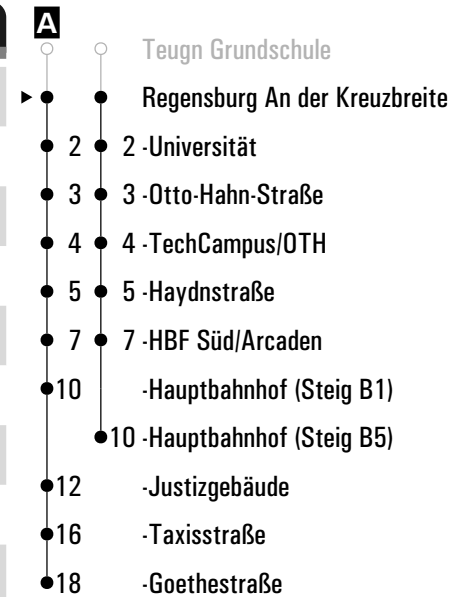 A
Teugn Grundschule
Regensburg An der Kreuzbreite
2 2 -Universität
3 3 -Otto-Hahn-Straße
4 4 -TechCampus/OTH
5 5 -Haydnstraße
7 7 -HBF Süd/Arcaden
10 -Hauptbahnhof (Steig B1)
10 -Hauptbahnhof (Steig B5)
12 -Justizgebäude
16 -Taxisstraße
18 -Goethestraße